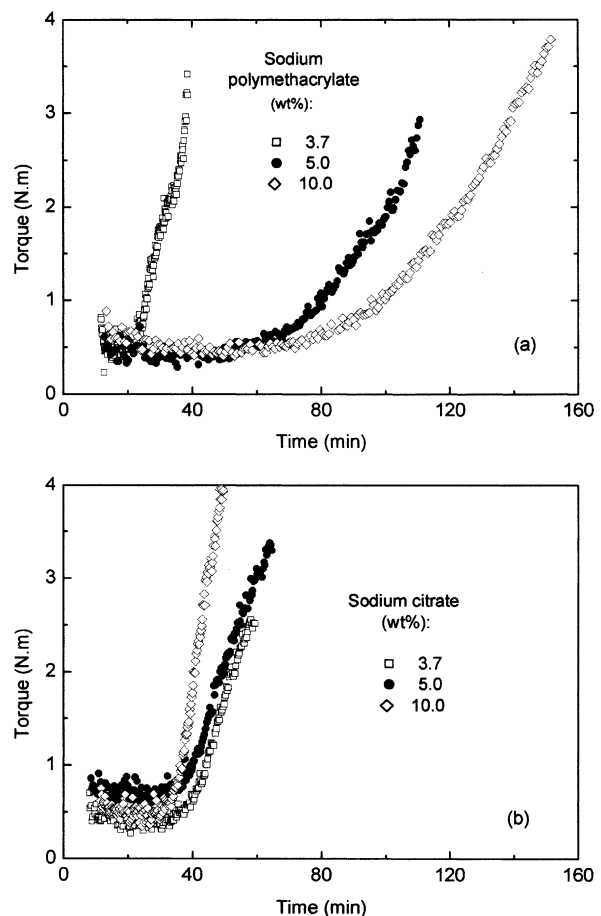 4
3
2
1
0
Torque (N.m)
Sodium
polymethacrylate
(wt%):
3.7
5.0
10.0
(a)
0 40 80 120 160
Time (min)
4
3
2
1
0
Torque (N.m)
Sodium citrate
(wt%):
3.7
5.0
10.0
(b)
0 40 80 120 160
Time (min)